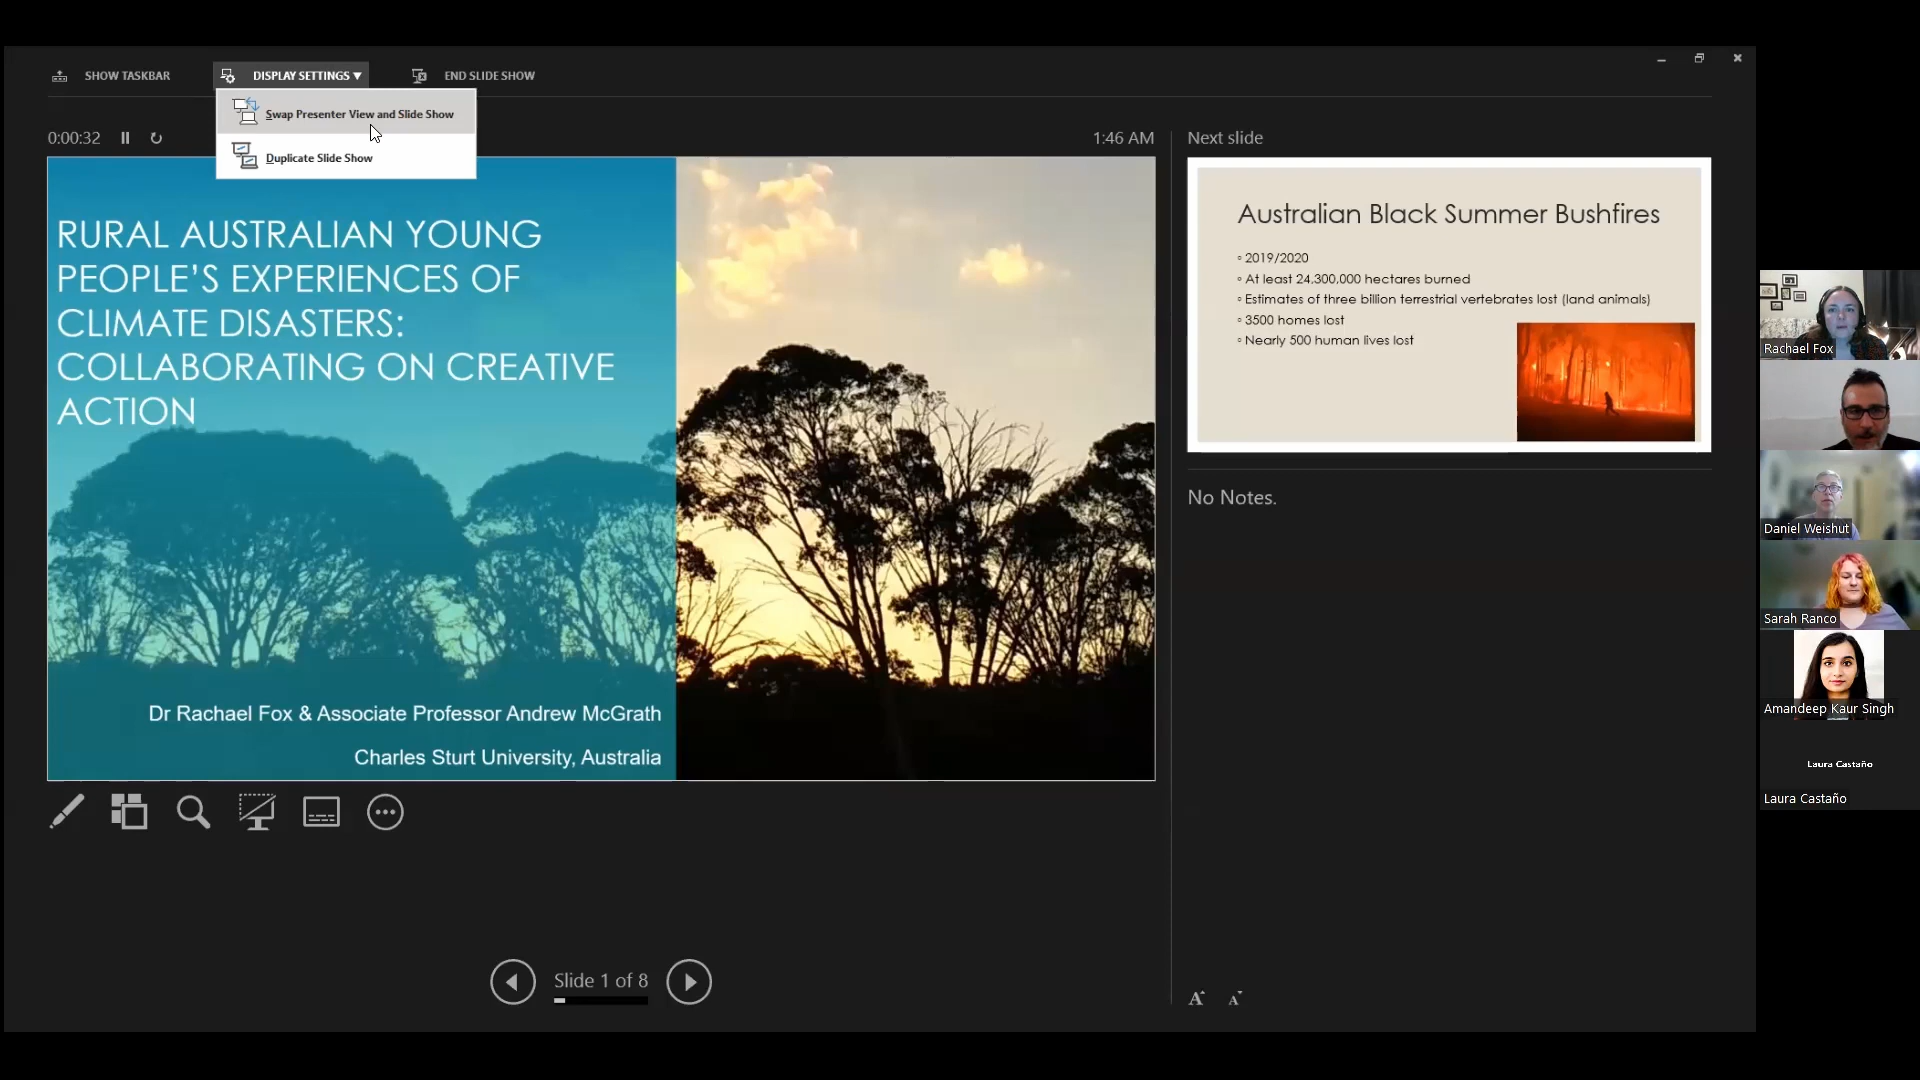 SHOW TASKBAR
DISPLAY SETTINGS ▼
END SLIDE SHOW
Swap Presenter View and Slide Show
Duplicate Slide Show
0:00:32
1:46 AM
RURAL AUSTRALIAN YOUNG
PEOPLE’S EXPERIENCES OF
CLIMATE DISASTERS:
COLLABORATING ON CREATIVE
ACTION
Dr Rachael Fox & Associate Professor Andrew McGrath
Charles Sturt University, Australia
Slide 1 of 8
Next slide
Australian Black Summer Bushfires
◦ 2019/2020
◦ At least 24,300,000 hectares burned
◦ Estimates of three billion terrestrial vertebrates lost (land animals)
◦ 3500 homes lost
◦ Nearly 500 human lives lost
No Notes.
A A
Rachael Fox
Daniel Weishut
Sarah Ranco
Amandeep Kaur Singh
Laura Castaño
Laura Castaño